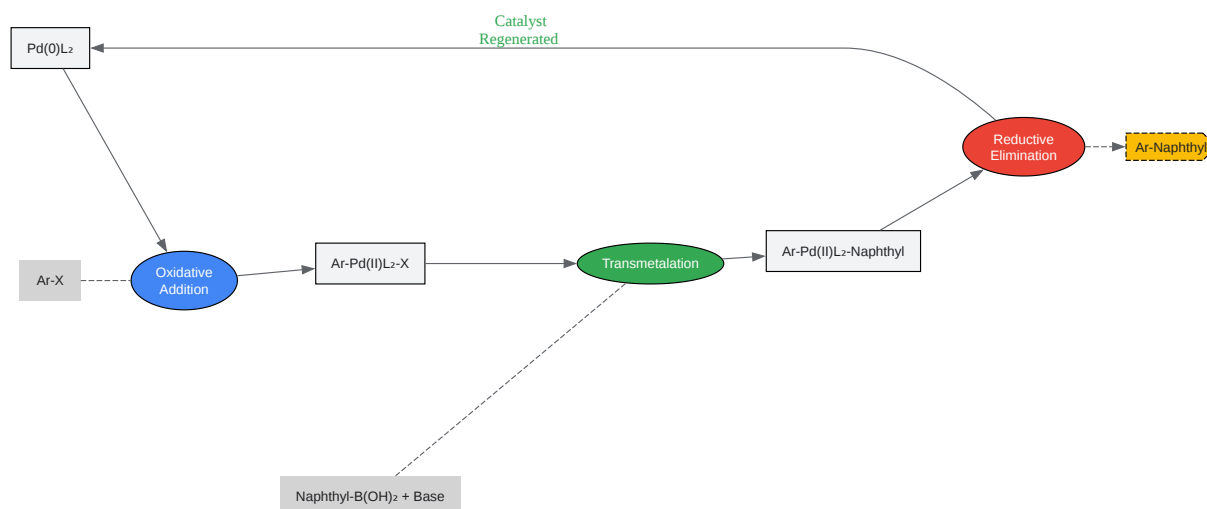 Catalyst
Regenerated
Pd(0)L₂
Reductive
Elimination
Ar-Naphthyl
Ar-Pd(II)L₂-Naphthyl
Ar-Pd(II)L₂-X
Transmetalation
Oxidative
Addition
Ar-X
Naphthyl-B(OH)₂ + Base